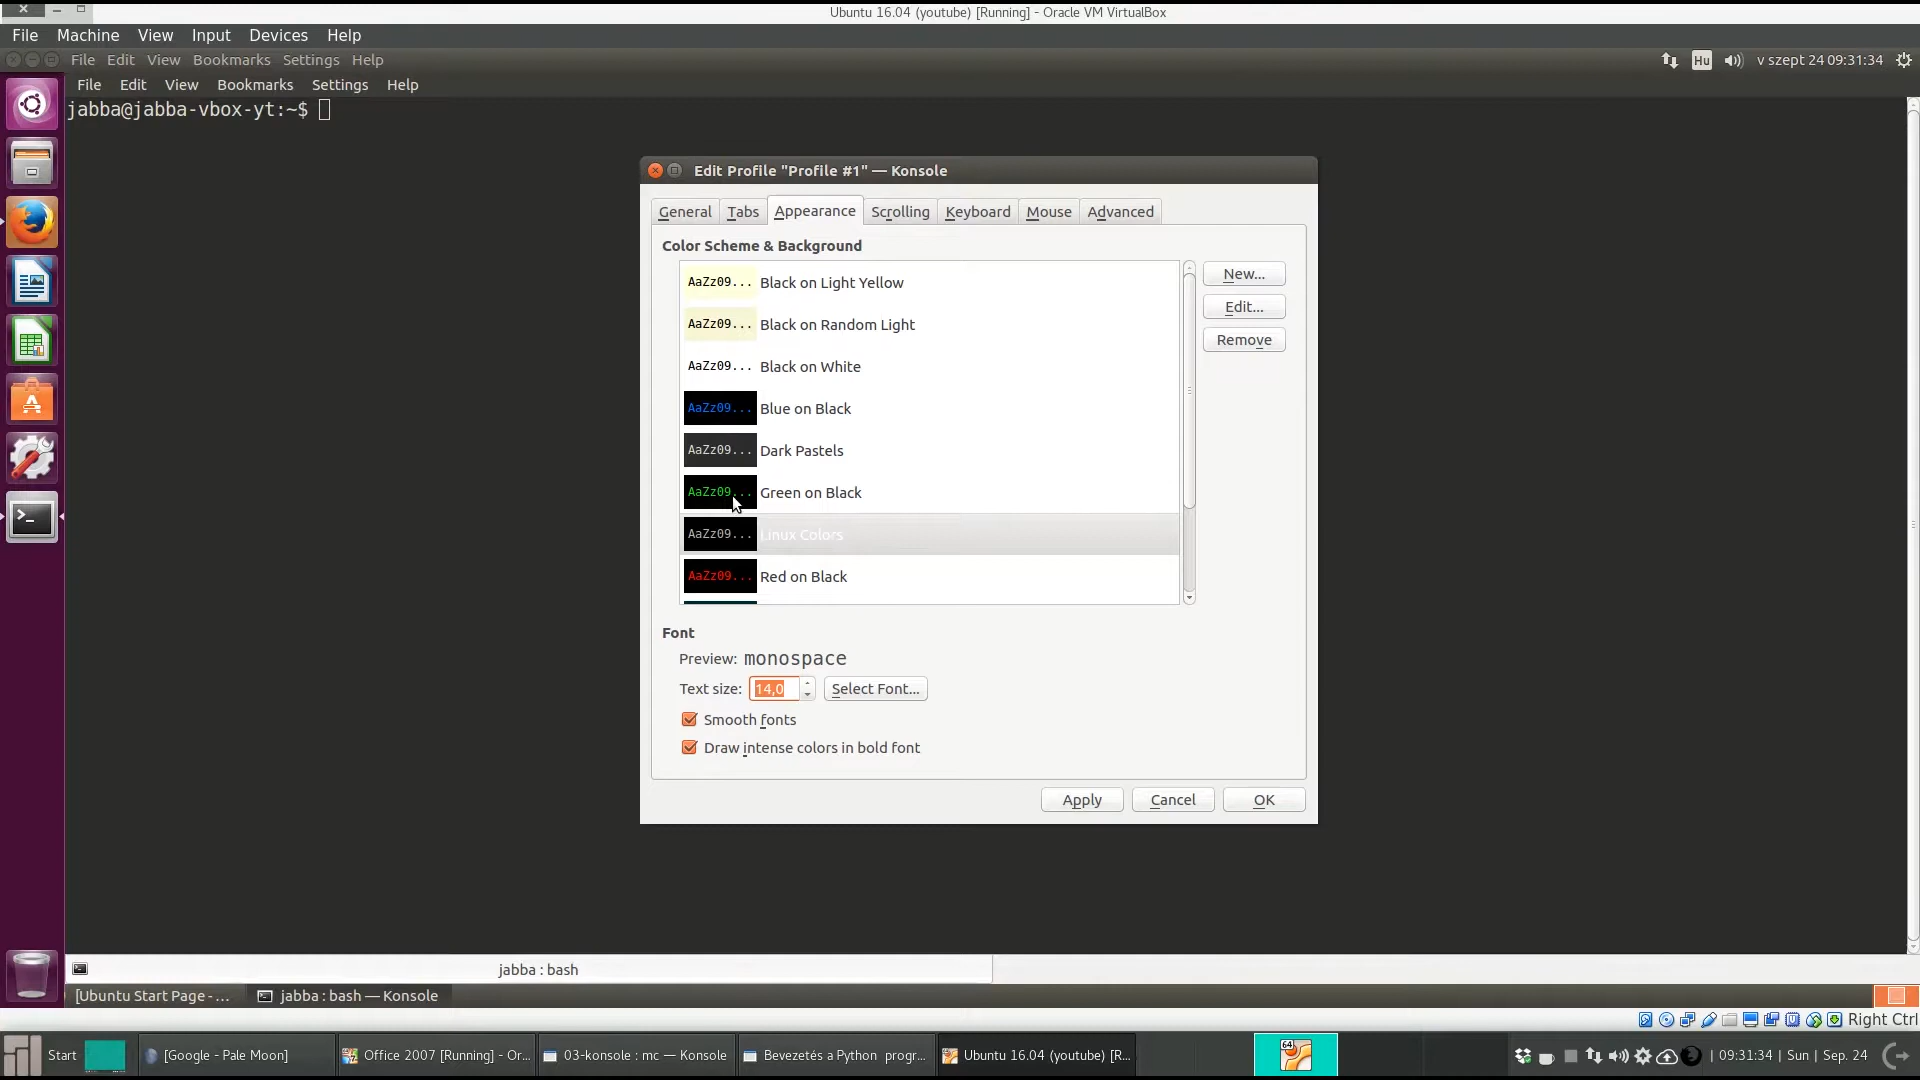 Ubuntu 16.04 (youtube) [Running] - Oracle VM VirtualBox
File Machine View Input Devices Help
File Edit View Bookmarks Settings Help
Hu v szept 24 09:31:34
File Edit View Bookmarks Settings Help
jabba@jabba-vbox-yt:~$
Edit Profile "Profile #1" — Konsole
General Tabs Appearance Scrolling Keyboard Mouse Advanced
Color Scheme & Background
AaZz09... Black on Light Yellow
New...
Edit...
Remove
AaZz09... Black on Random Light
AaZz09... Black on White
AaZz09... Blue on Black
AaZz09... Dark Pastels
AaZz09... Green on Black
AaZz09... Linux Colors
AaZz09... Red on Black
Font
Preview: monospace
Text size: 14,0 Select Font...
Smooth fonts
Draw intense colors in bold font
Apply Cancel OK
jabba : bash
[Ubuntu Start Page - ... jabba : bash — Konsole
Right Ctrl
Start [Google - Pale Moon] Office 2007 [Running] - Or... 03-konsole : mc — Konsole Bevezetés a Python progr... Ubuntu 16.04 (youtube) [R... 64 | 09:31:34 | Sun | Sep. 24